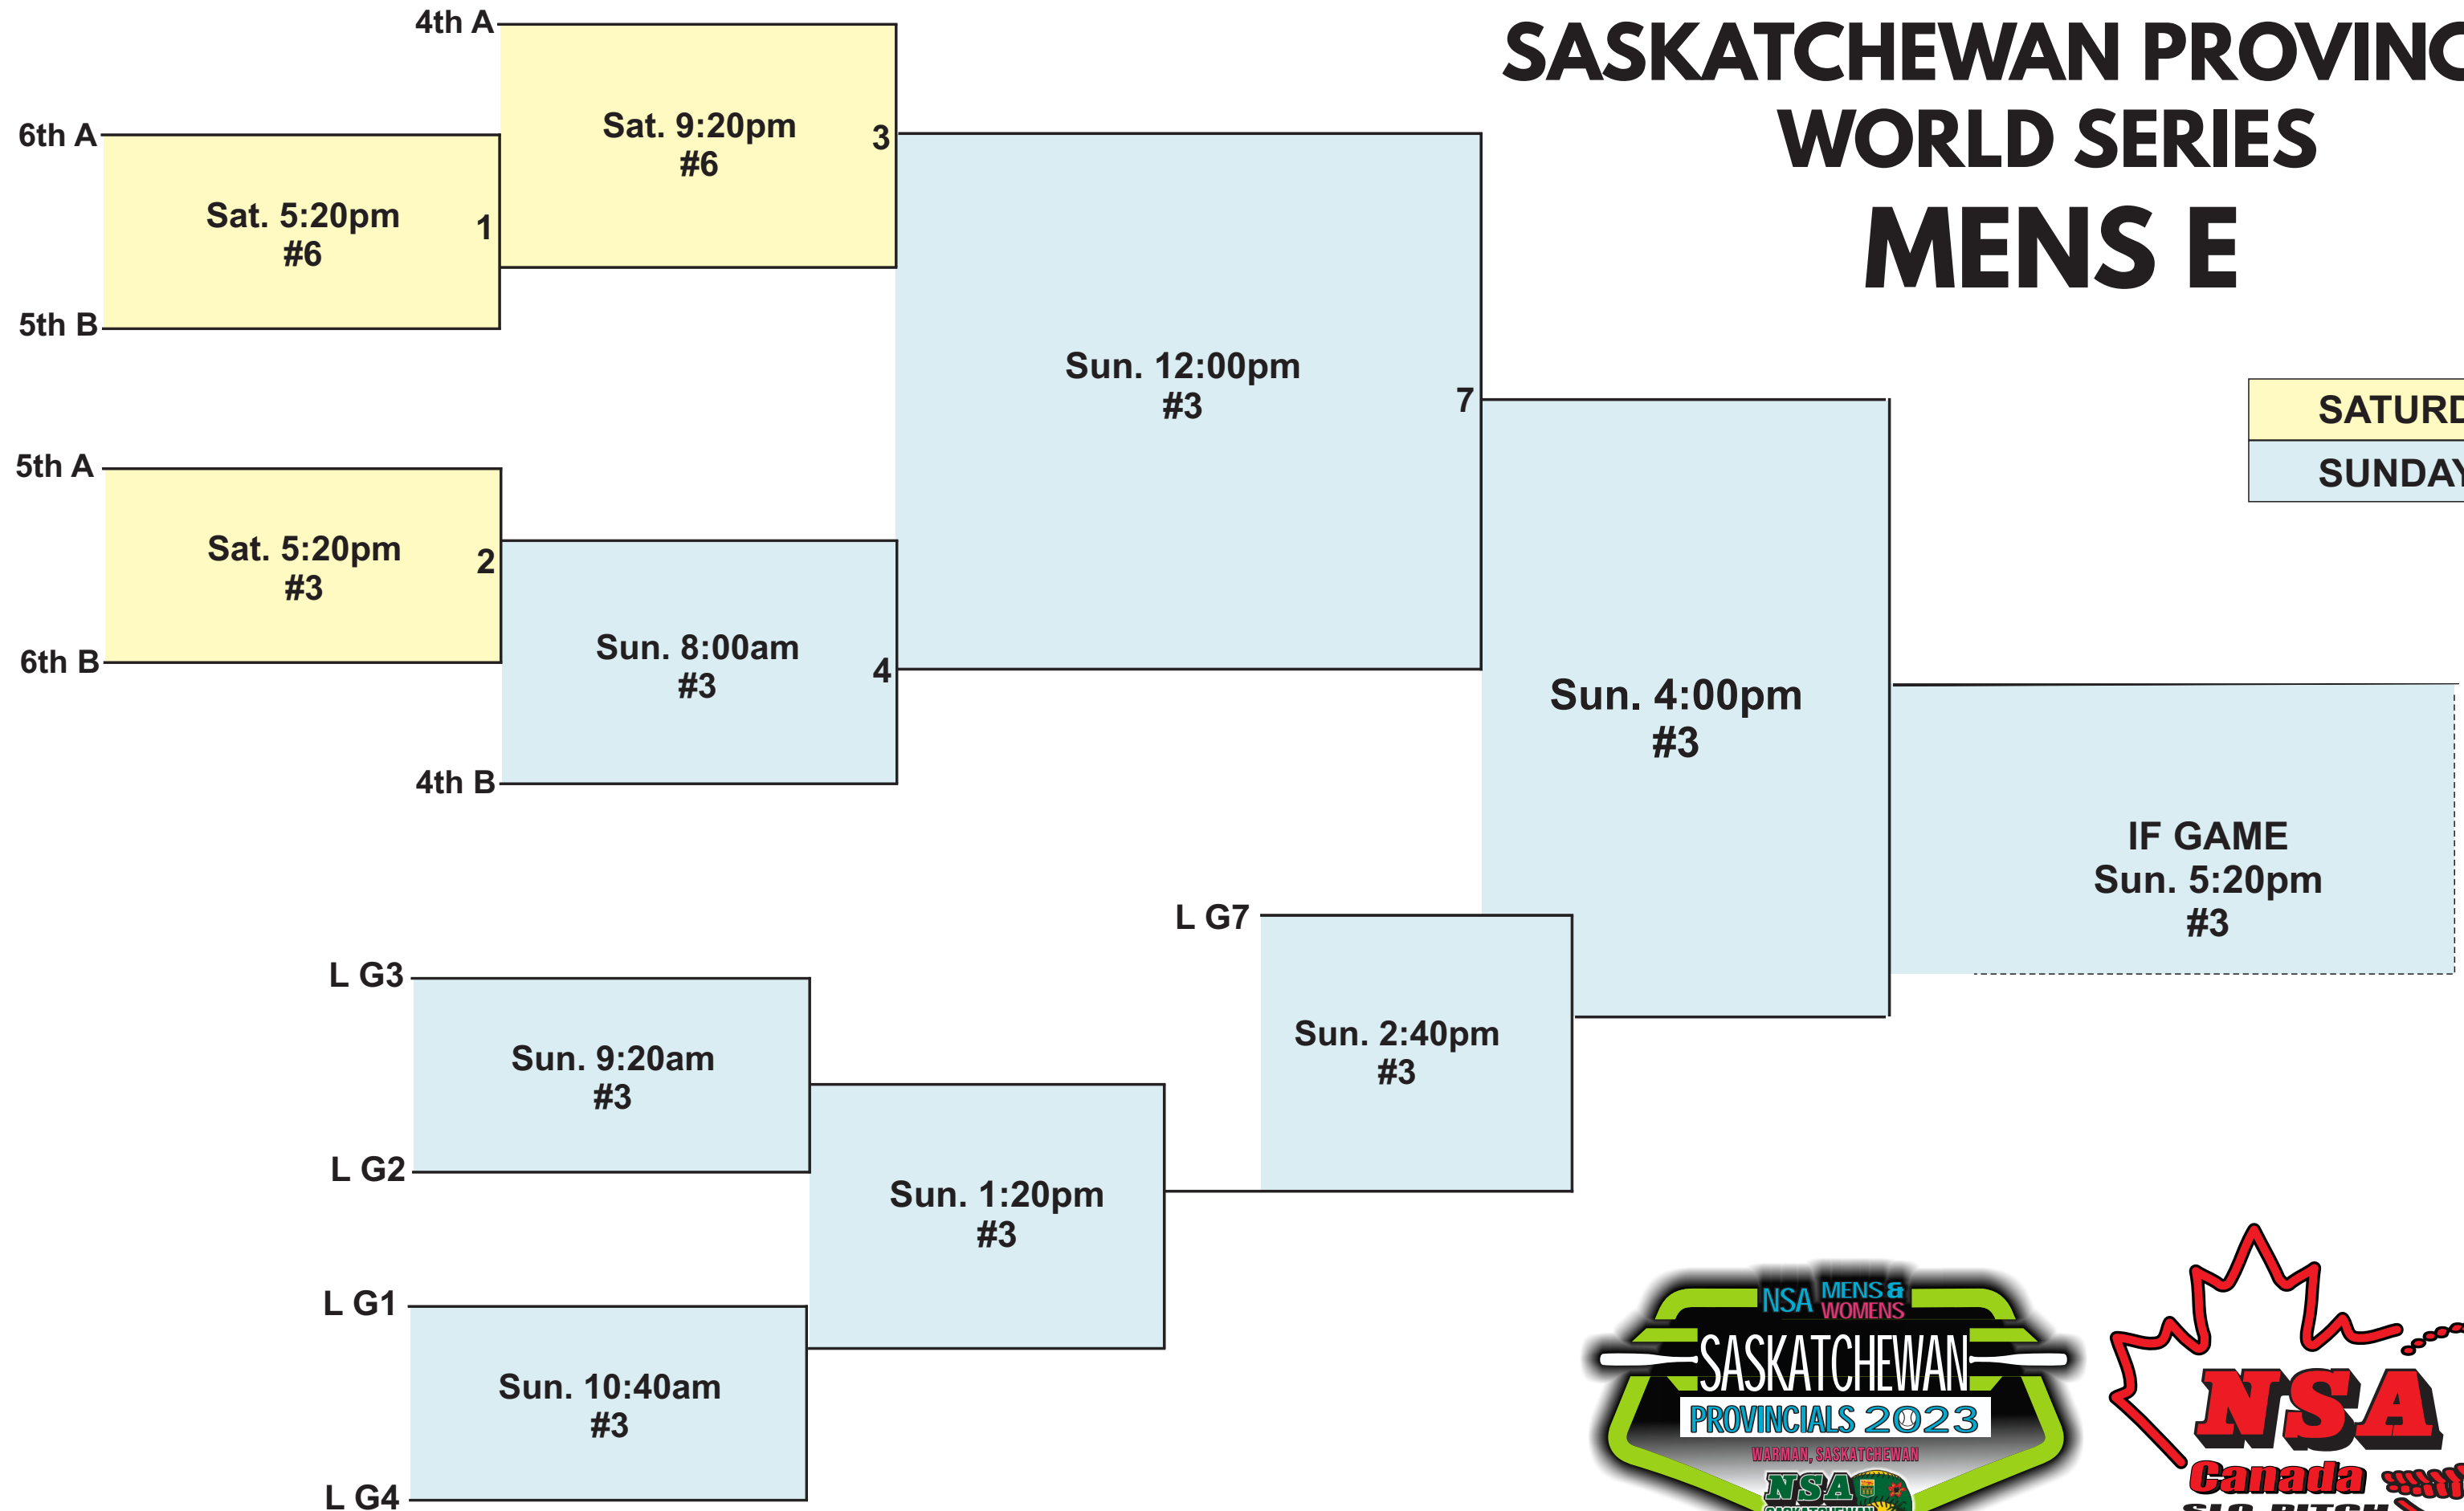 SASKATCHEWAN PROVINC
WORLD SERIES
MENS E
SATURD
SUNDAY
4th A
Sat. 9:20pm
#6
3
6th A
Sat. 5:20pm
#6
1
5th B
Sun. 12:00pm
#3
7
5th A
Sat. 5:20pm
#3
2
6th B
Sun. 8:00am
#3
4
4th B
Sun. 4:00pm
#3
IF GAME
Sun. 5:20pm
#3
L G7
Sun. 2:40pm
#3
L G3
Sun. 9:20am
#3
L G2
Sun. 1:20pm
#3
L G1
Sun. 10:40am
#3
L G4
NSA MENS & WOMENS
SASKATCHEWAN
PROVINCIALS 2023
WARMAN, SASKATCHEWAN
NSA
SASKATCHEWAN
NSA
Canada
SLO-PITCH